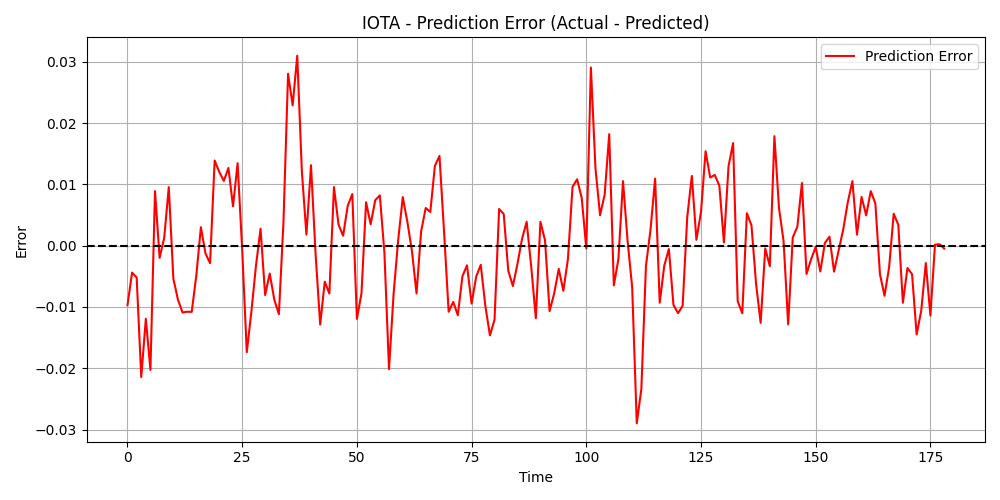 IOTA - Prediction Error (Actual - Predicted)
Prediction Error
0.03
0.02
0.01
0.00
−0.01
−0.02
−0.03
Error
0 25 50 75 100 125 150 175
Time